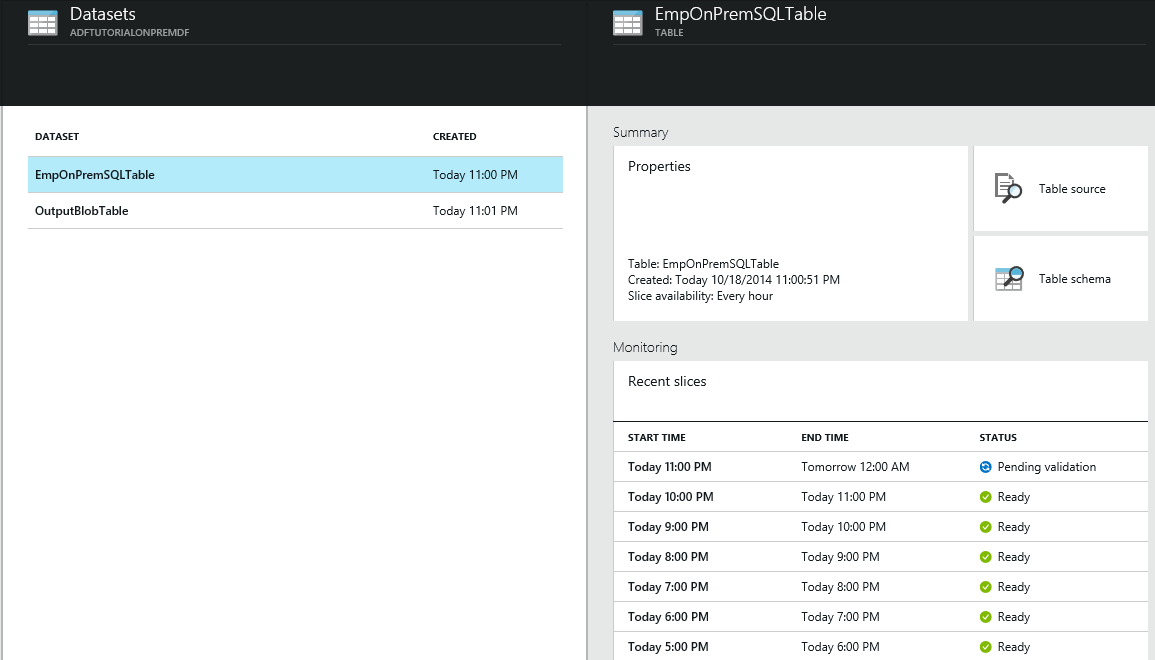 Datasets
ADFTUTORIALONPREMDF
DATASET CREATED
EmpOnPremSQLTable Today 11:00 PM
OutputBlobTable Today 11:01 PM
EmpOnPremSQLTable
TABLE
Summary
Properties
Table: EmpOnPremSQLTable
Created: Today 10/18/2014 11:00:51 PM
Slice availability: Every hour
Table source
Table schema
Monitoring
Recent slices
START TIME END TIME STATUS
Today 11:00 PM Tomorrow 12:00 AM Pending validation
Today 10:00 PM Today 11:00 PM Ready
Today 9:00 PM Today 10:00 PM Ready
Today 8:00 PM Today 9:00 PM Ready
Today 7:00 PM Today 8:00 PM Ready
Today 6:00 PM Today 7:00 PM Ready
Today 5:00 PM Today 6:00 PM Ready